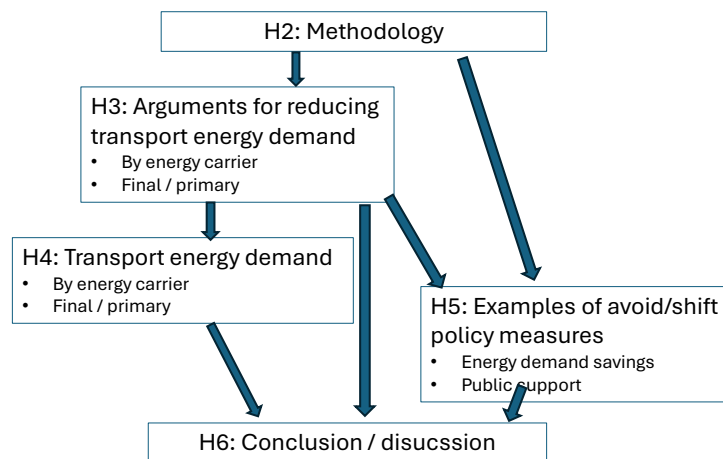 H2: Methodology
H3: Arguments for reducing
transport energy demand
• By energy carrier
• Final / primary
H4: Transport energy demand
• By energy carrier
• Final / primary
H5: Examples of avoid/shift
policy measures
• Energy demand savings
• Public support
H6: Conclusion / disucssion